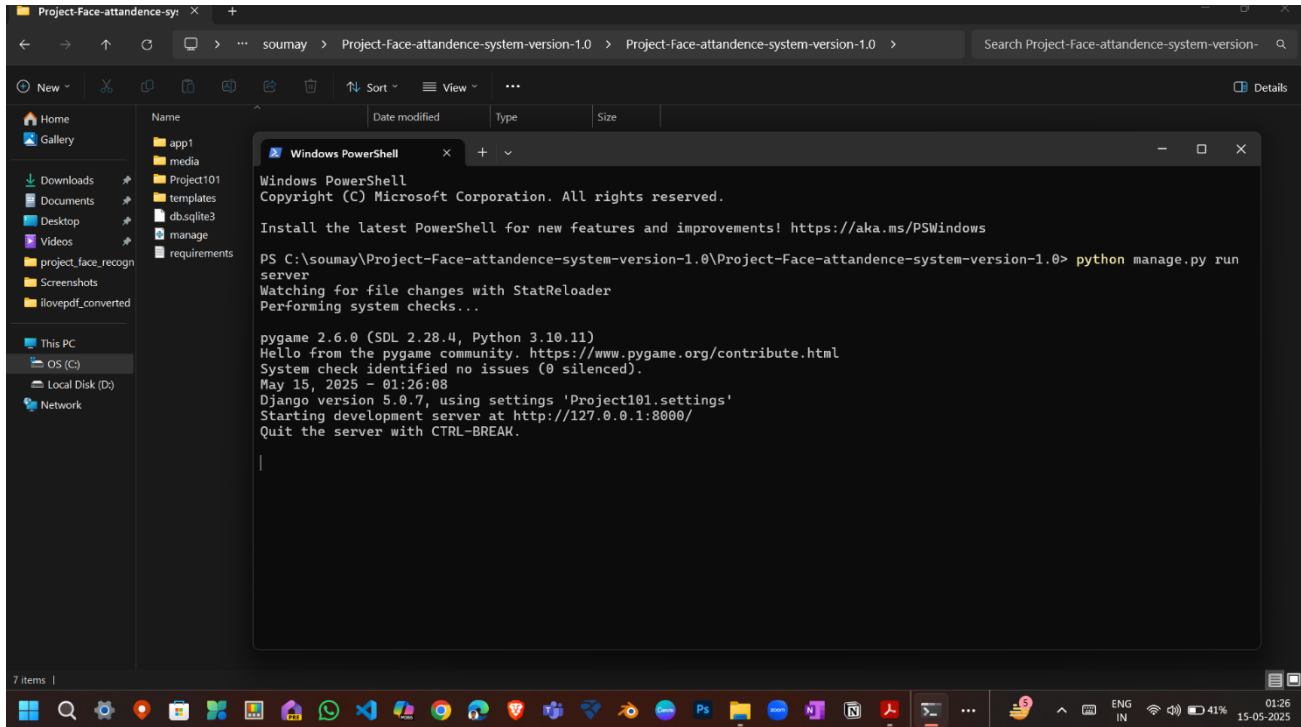 Project-Face-attandence-sys
soumay > Project-Face-attandence-system-version-1.0 > Project-Face-attandence-system-version-1.0 >
Search Project-Face-attandence-system-version-
New
Sort
View
Details
Home
Gallery
Downloads
Documents
Desktop
Videos
project_face_recogn
Screenshots
ilovepdf_converted
This PC
OS (C:)
Local Disk (D:)
Network
Name
Date modified
Type
Size
app1
media
Project101
templates
db.sqlite3
manage
requirements
Windows PowerShell
Windows PowerShell
Copyright (C) Microsoft Corporation. All rights reserved.
Install the latest PowerShell for new features and improvements! https://aka.ms/PSWindows
PS C:\soumay\Project-Face-attandence-system-version-1.0\Project-Face-attandence-system-version-1.0> python manage.py run
server
Watching for file changes with StatReloader
Performing system checks...
pygame 2.6.0 (SDL 2.28.4, Python 3.10.11)
Hello from the pygame community. https://www.pygame.org/contribute.html
System check identified no issues (0 silenced).
May 15, 2025 - 01:26:08
Django version 5.0.7, using settings 'Project101.settings'
Starting development server at http://127.0.0.1:8000/
Quit the server with CTRL-BREAK.
7 items
Ps
zoom
5
ENG
IN
41%
01:26
15-05-2025